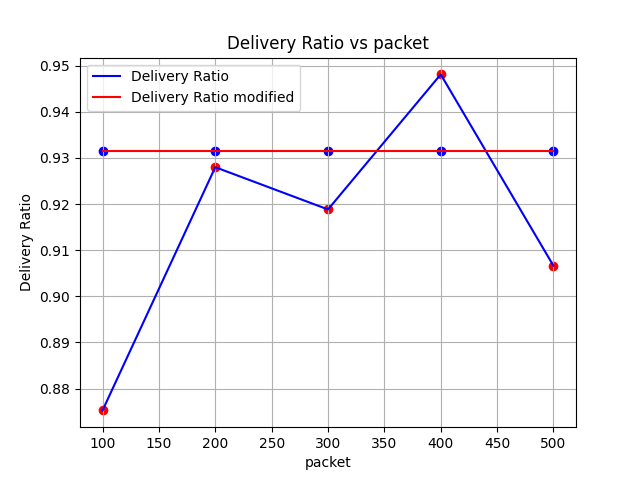 Delivery Ratio vs packet
Delivery Ratio
Delivery Ratio modified
0.95
0.94
0.93
0.92
0.91
0.90
0.89
0.88
Delivery Ratio
100 150 200 250 300 350 400 450 500
packet